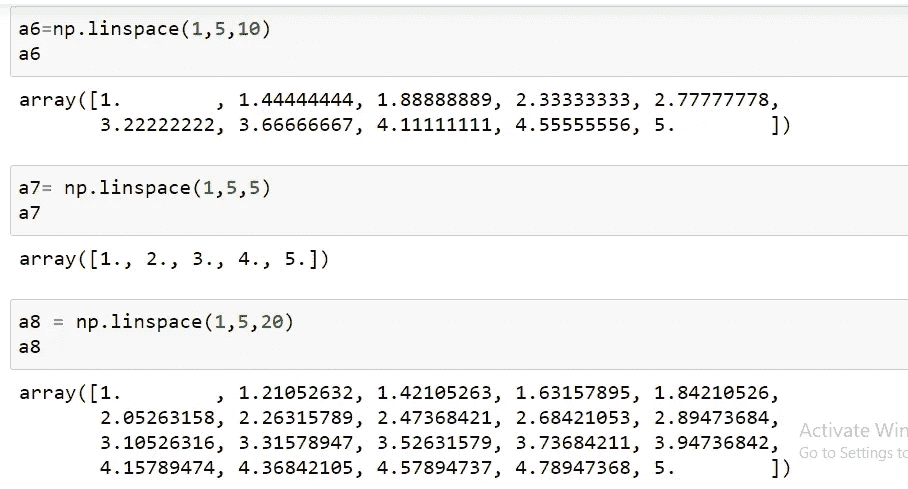 a6=np.linspace(1,5,10)
a6
array([1.        , 1.44444444, 1.88888889, 2.33333333, 2.77777778,
       3.22222222, 3.66666667, 4.11111111, 4.55555556, 5.        ])
a7= np.linspace(1,5,5)
a7
array([1., 2., 3., 4., 5.])
a8 = np.linspace(1,5,20)
a8
array([1.        , 1.21052632, 1.42105263, 1.63157895, 1.84210526,
       2.05263158, 2.26315789, 2.47368421, 2.68421053, 2.89473684,
       3.10526316, 3.31578947, 3.52631579, 3.73684211, 3.94736842,
       4.15789474, 4.36842105, 4.57894737, 4.78947368, 5.        ])
Activate Win
Go to Settings to